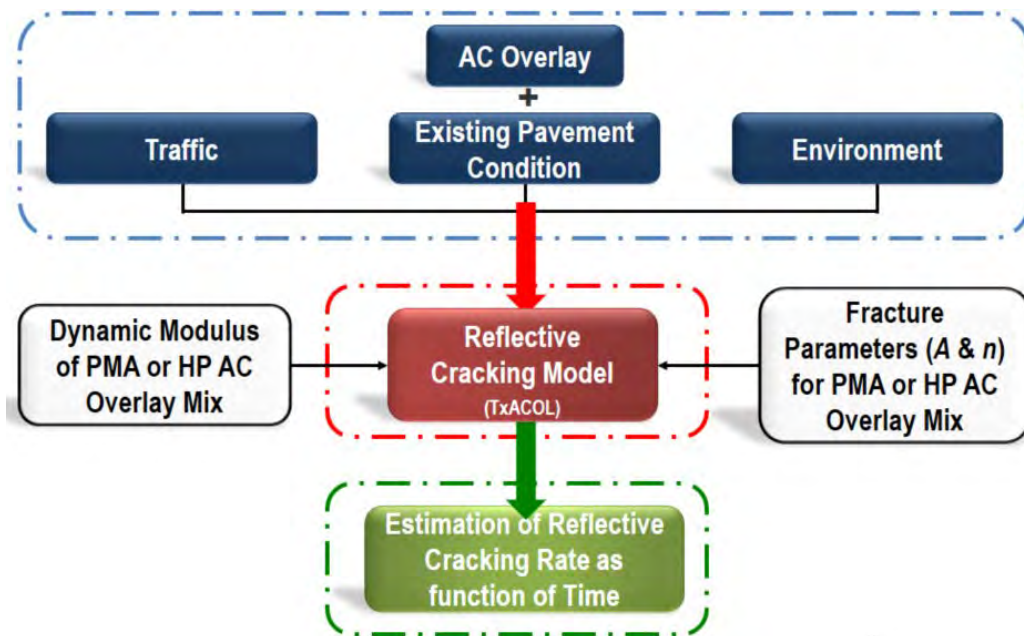 AC Overlay
+
Traffic
Existing Pavement
Condition
Environment
Dynamic Modulus
of PMA or HP AC
Overlay Mix
Reflective
Cracking Model
(TxACOL)
Fracture
Parameters (A & n)
for PMA or HP AC
Overlay Mix
Estimation of Reflective
Cracking Rate as
function of Time